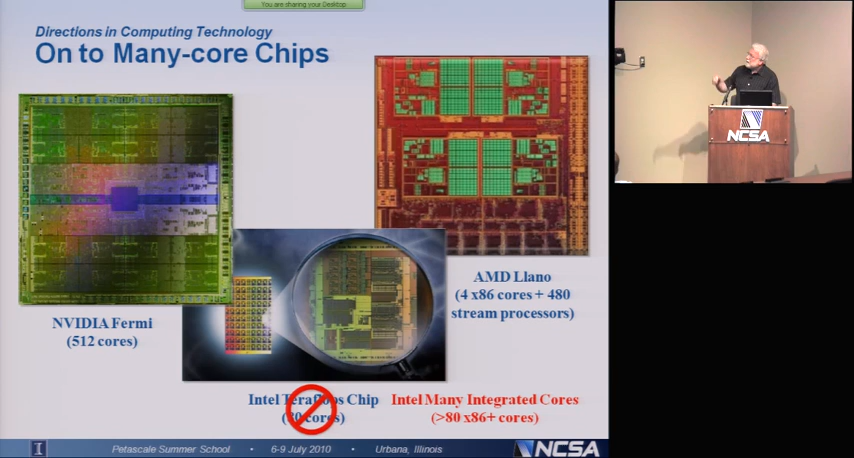 You are sharing your Desktop
Directions in Computing Technology
On to Many-core Chips
NCSA
AMD Llano
(4 x86 cores + 480
stream processors)
NVIDIA Fermi
(512 cores)
Intel Teraflops Chip
(80 cores)
Intel Many Integrated Cores
(>80 x86+ cores)
I
Petascale Summer School • 6-9 July 2010 • Urbana, Illinois
NCSA